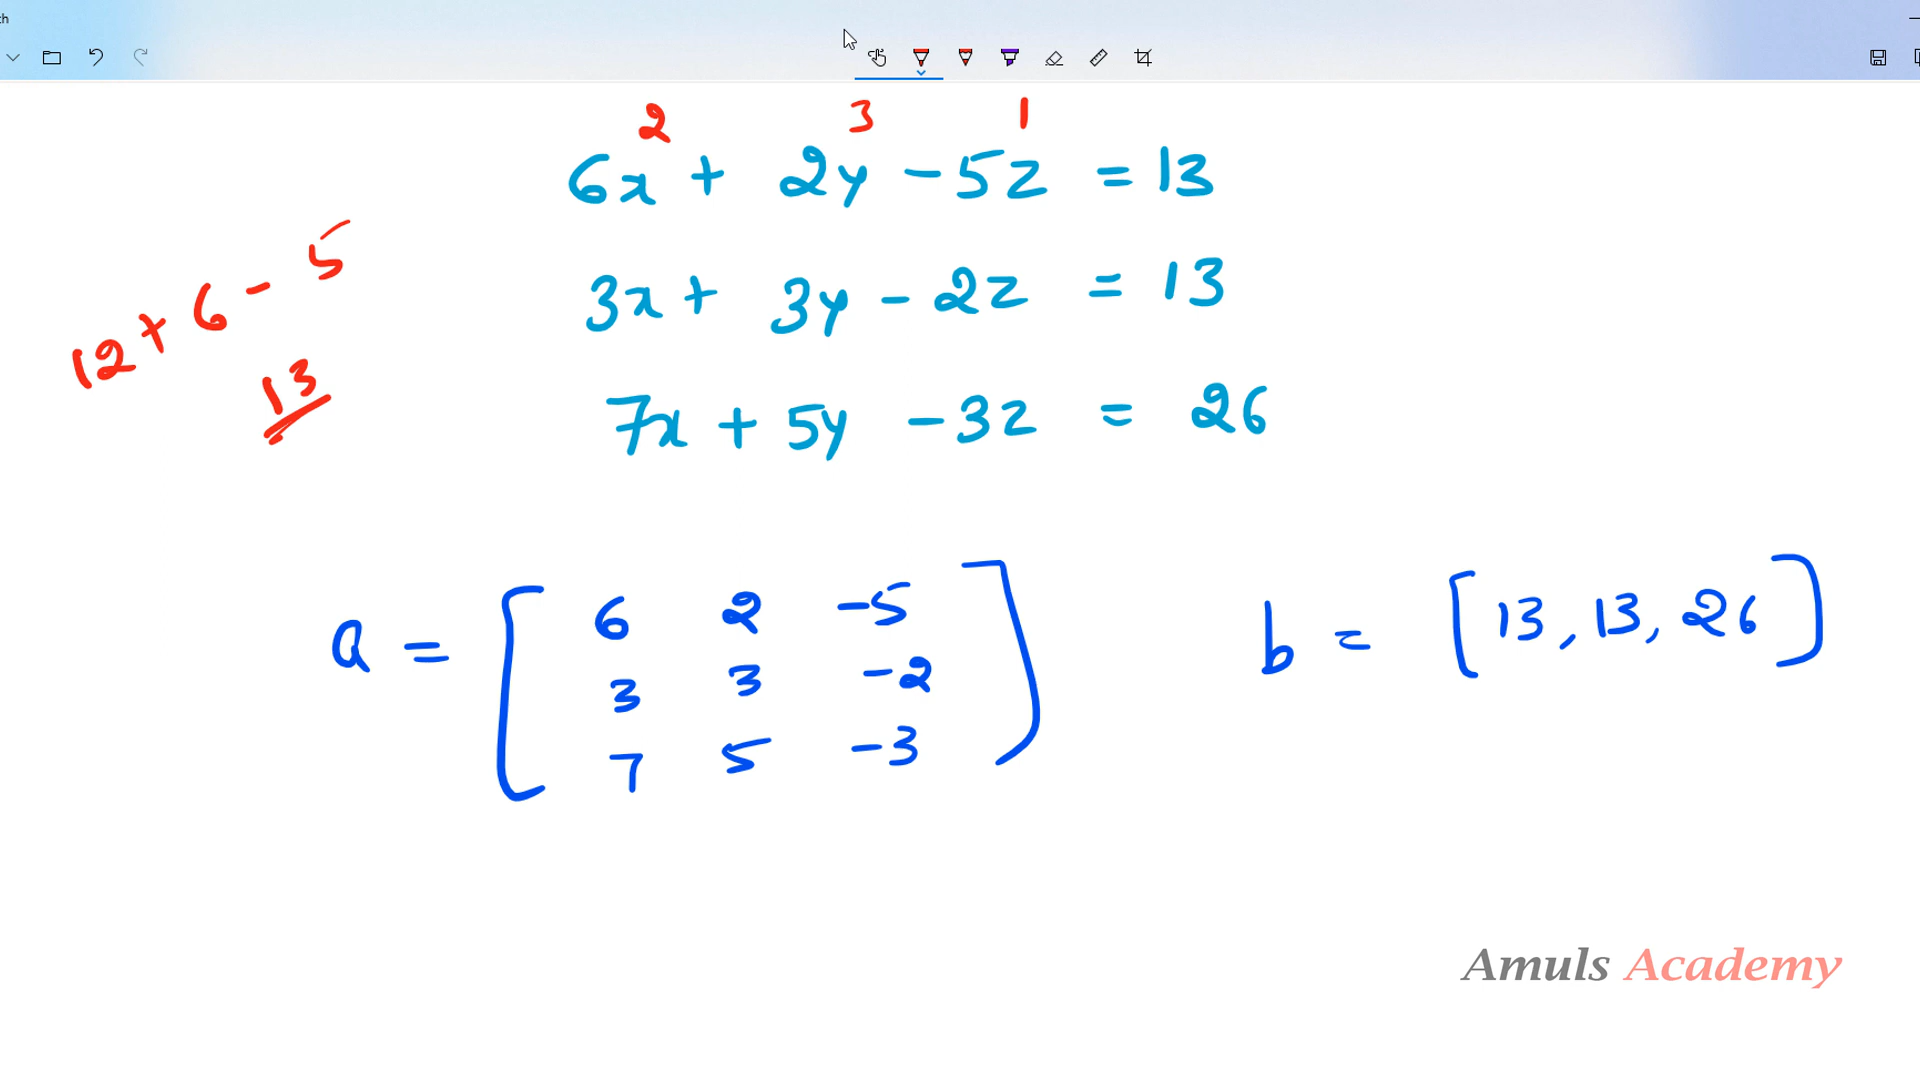 th
2 3 1
6x + 2y - 5z = 13
3x + 3y - 2z = 13
7x + 5y - 3z = 26
12 + 6 - 5
13
a = [ 6 2 -5
3 3 -2
7 5 -3 ]
b = [13, 13, 26]
Amuls Academy